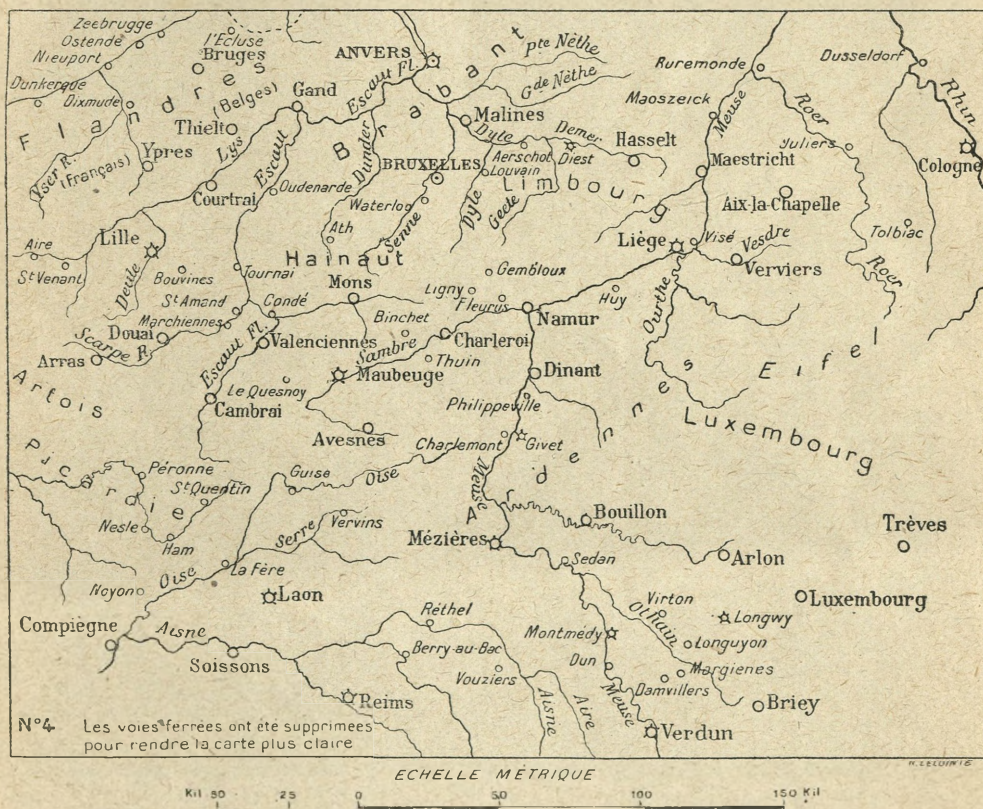 Zeebrugge
Ostende
Nieuport
l'Ecluse
Bruges
ANVERS
Brabant
pte Nèthe
Gde Nèthe
Ruremonde
Dusseldorf
Rhin
Dunkerque
Dixmude
Flandres
(Belges)
(Français)
Gand
Escaut Fl.
Malines
Maoszeick
Meuse
Roer
Thielt
Ypres
Yser R.
Lys
Escaut
Dunder
BRUXELLES
Dyle
Demer
Aerschot
Diest
Louvain
Hasselt
Limbourg
Maestricht
Juliers
Cologne
Courtrai
Oudenarde
Waterloo
Ath
Senne
Dyle
Geete
Aix-la-Chapelle
Tolbiac
Roer
Aire
St Venant
Lille
Deule
Bouvines
Tournai
Hainaut
Gembloux
Liège
Visé
Vesdre
Verviers
St Amand
Marchiennes
Condé
Mons
Ligny
Fleurus
Huy
Ourthe
Namur
Douai
Scarpe R.
Arras
Valenciennes
Escaut Fl.
Binchet
Sambre
Charleroi
Thuin
Maubeuge
Dinant
Eifel
Artois
Le Quesnoy
Cambrai
Avesnes
Philippeville
Charlemont
Givet
Ardennes
Luxembourg
Picardie
Péronne
St Quentin
Guise
Oise
Meuse
Nesle
Ham
Serre
Vervins
Mézières
Bouillon
Trèves
Noyon
Oise
La Fère
Laon
Sedan
Arlon
Compiègne
Aisne
Soissons
Réthel
Berry-au-Bac
Vouziers
Montmédy
Virton
Othain
Longwy
Luxembourg
Longuyon
Dun
Margienes
Damvillers
Briey
Reims
Aisne
Aire
Meuse
Verdun
N°4 Les voies ferrées ont été supprimées
pour rendre la carte plus claire
ECHELLE MÉTRIQUE
Kil 50 25 0 50 100 150 Kil